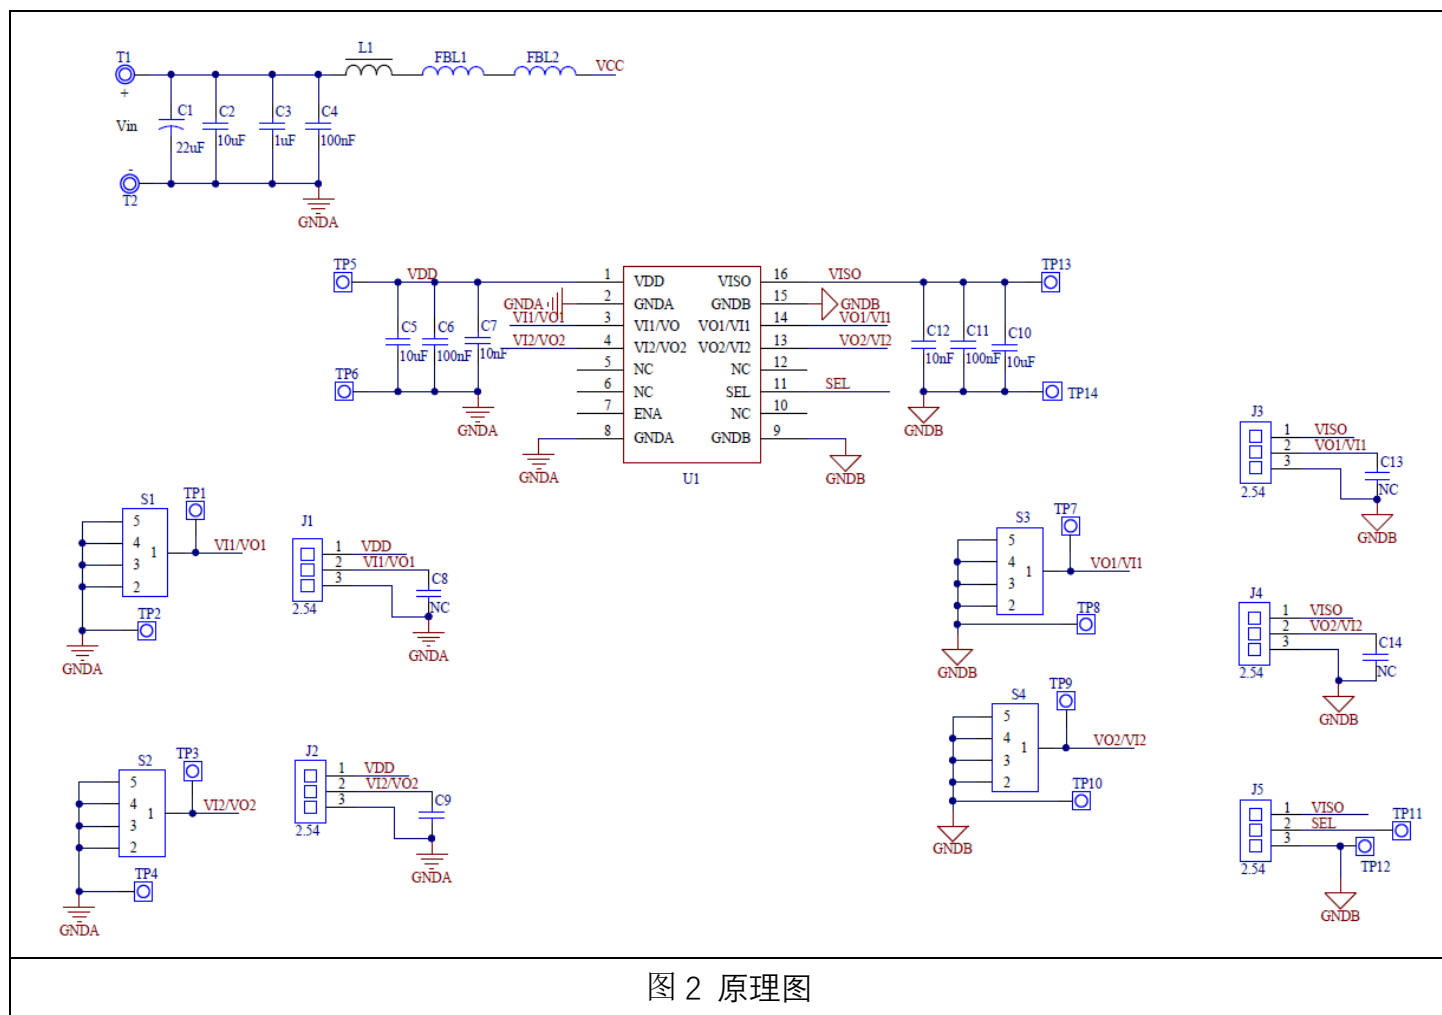 T1
+
Vin
-
T2
C1
22uF
C2
10uF
C3
1uF
C4
100nF
GNDA
L1
FBL1
FBL2
VCC
TP5
VDD
GNDA
VI1/VO1
VI2/VO2
C5
10uF
C6
100nF
C7
10nF
TP6
GNDA
1 VDD VISO 16
2 GNDA GNDB 15
3 VI1/VO VO1/VI1 14
4 VI2/VO2 VO2/VI2 13
5 NC NC 12
6 NC SEL 11
7 ENA NC 10
8 GNDA GNDB 9
U1
GNDA
GNDB
VISO
GNDB
VO1/VI1
VO2/VI2
SEL
C12
10nF
C11
100nF
C10
10uF
TP13
TP14
GNDB
S1
5
4
3
2
1
TP1
VI1/VO1
TP2
GNDA
J1
1 VDD
2 VI1/VO1
3
2.54
C8
NC
GNDA
S2
5
4
3
2
1
TP3
VI2/VO2
TP4
GNDA
J2
1 VDD
2 VI2/VO2
3
2.54
C9
GNDA
S3
5
4
3
2
1
TP7
VO1/VI1
TP8
GNDB
S4
5
4
3
2
1
TP9
VO2/VI2
TP10
GNDB
J3
1 VISO
2 VO1/VI1
3
2.54
C13
NC
GNDB
J4
1 VISO
2 VO2/VI2
3
2.54
C14
NC
GNDB
J5
1 VISO
2 SEL
3
2.54
TP11
TP12
GNDB
图 2 原理图